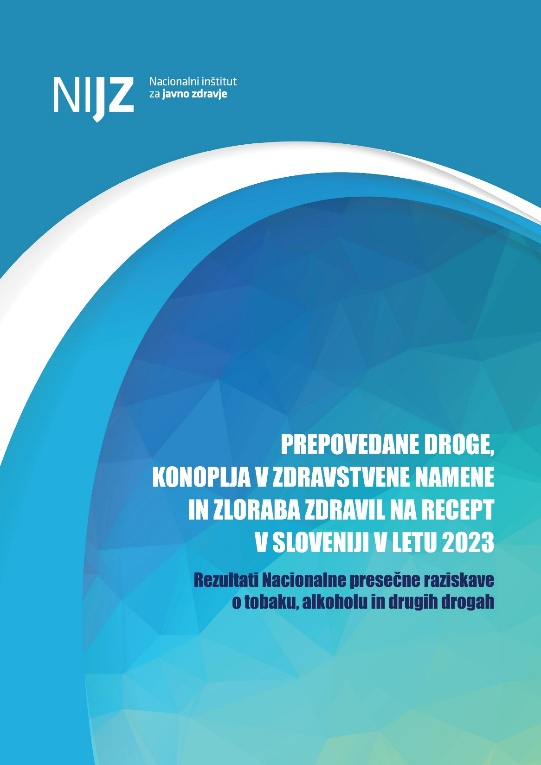 NIJZ
Nacionalni inštitut
za javno zdravje
PREPOVEDANE DROGE,
KONOPLJA V ZDRAVSTVENE NAMENE
IN ZLORABA ZDRAVIL NA RECEPT
V SLOVENIJI V LETU 2023
Rezultati Nacionalne presečne raziskave
o tobaku, alkoholu in drugih drogah